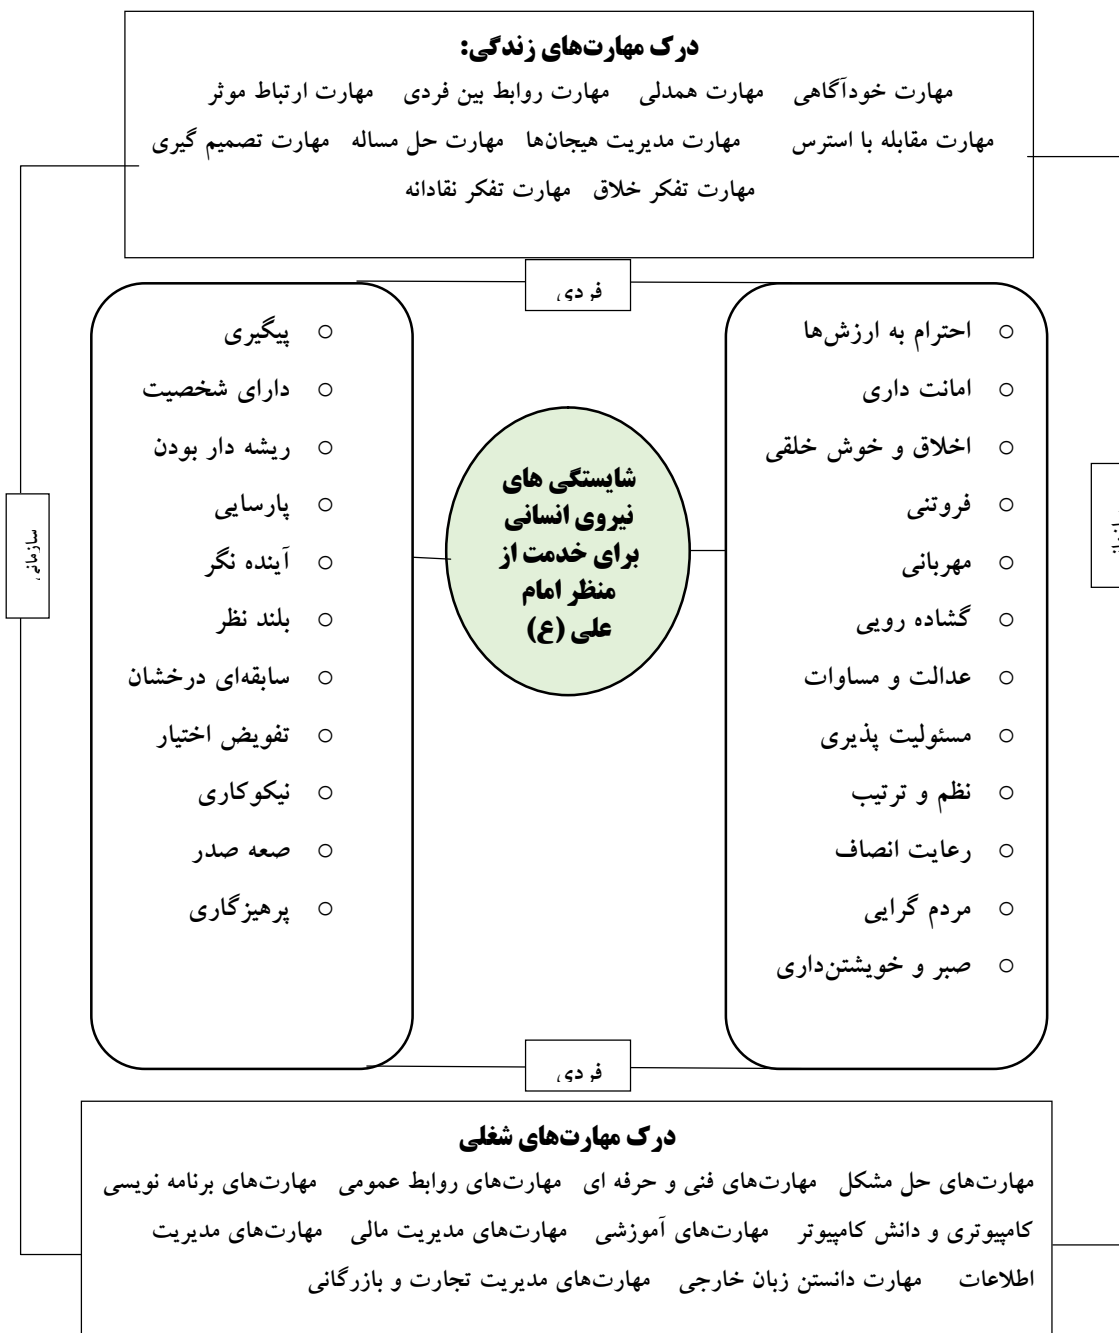 درک مهارت‌های زندگی:
مهارت خودآگاهی مهارت همدلی مهارت روابط بین فردی مهارت ارتباط موثر
مهارت مقابله با استرس مهارت مدیریت هیجان‌ها مهارت حل مساله مهارت تصمیم گیری
مهارت تفکر خلاق مهارت تفکر نقادانه
فردی
احترام به ارزش‌ها
امانت داری
اخلاق و خوش خلقی
فروتنی
مهربانی
گشاده رویی
عدالت و مساوات
مسئولیت پذیری
نظم و ترتیب
رعایت انصاف
مردم گرایی
صبر و خویشتن‌داری
شایستگی های
نیروی انسانی
برای خدمت از
منظر امام
علی (ع)
پیگیری
دارای شخصیت
ریشه دار بودن
پارسایی
آینده نگر
بلند نظر
سابقه‌ای درخشان
تفویض اختیار
نیکوکاری
صعه صدر
پرهیزگاری
سازمانی
فردی
درک مهارت‌های شغلی
مهارت‌های حل مشکل مهارت‌های فنی و حرفه ای مهارت‌های روابط عمومی مهارت‌های برنامه نویسی
کامپیوتری و دانش کامپیوتر مهارت‌های آموزشی مهارت‌های مدیریت مالی مهارت‌های مدیریت
اطلاعات مهارت دانستن زبان خارجی مهارت‌های مدیریت تجارت و بازرگانی